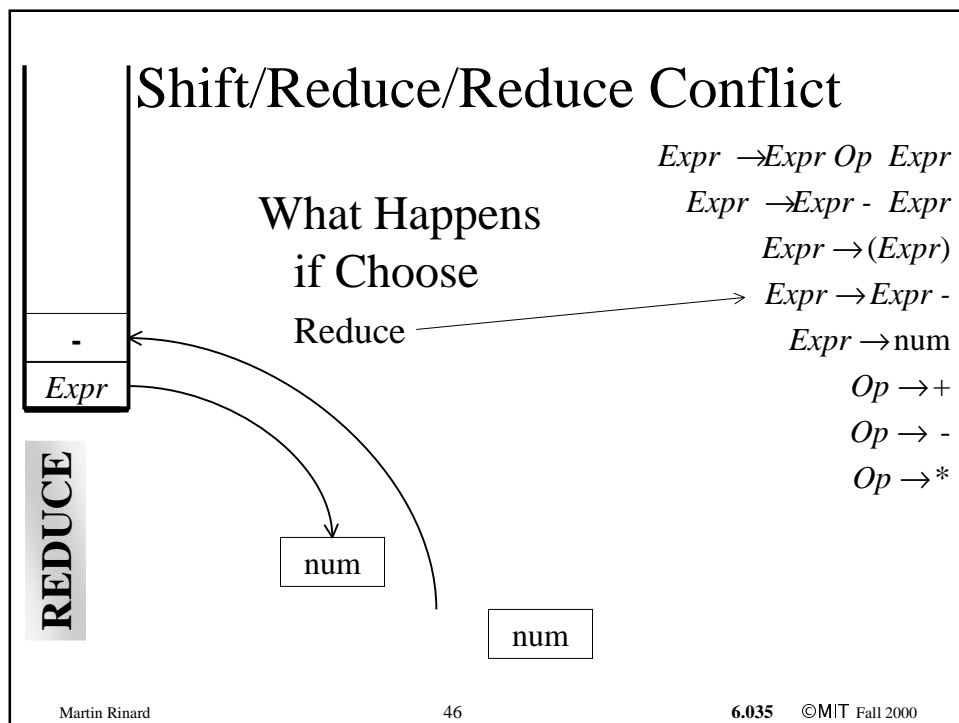 Shift/Reduce/Reduce Conflict
Expr → Expr Op Expr
Expr → Expr - Expr
Expr → (Expr)
Expr → Expr -
Expr → num
Op → +
Op → -
Op → *
What Happens
if Choose
Reduce
-
Expr
REDUCE
num
num
Martin Rinard 46 6.035 ©MIT Fall 2000